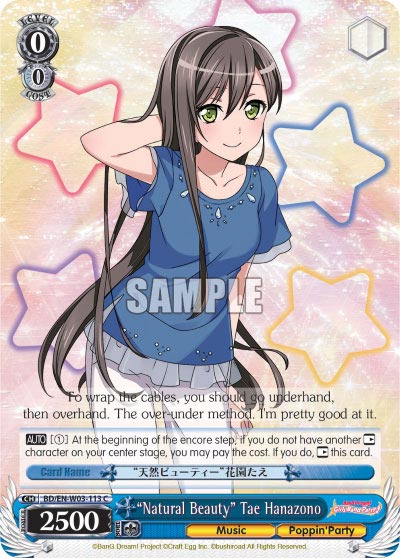 LEVEL
0
0
COST
SAMPLE
To wrap the cables, you should go underhand,
then overhand. The over-under method. I'm pretty good at it.
AUTO [①] At the beginning of the encore step, if you do not have another
character on your center stage, you may pay the cost. If you do, this card.
Card Name "天然ビューティー"花園たえ
CH BD/EN-W03-113 C
POWER 2500 "Natural Beauty" Tae Hanazono
Music Poppin'Party
©BanG Dream! Project ©Craft Egg Inc. ©bushiroad All Rights Reserved.